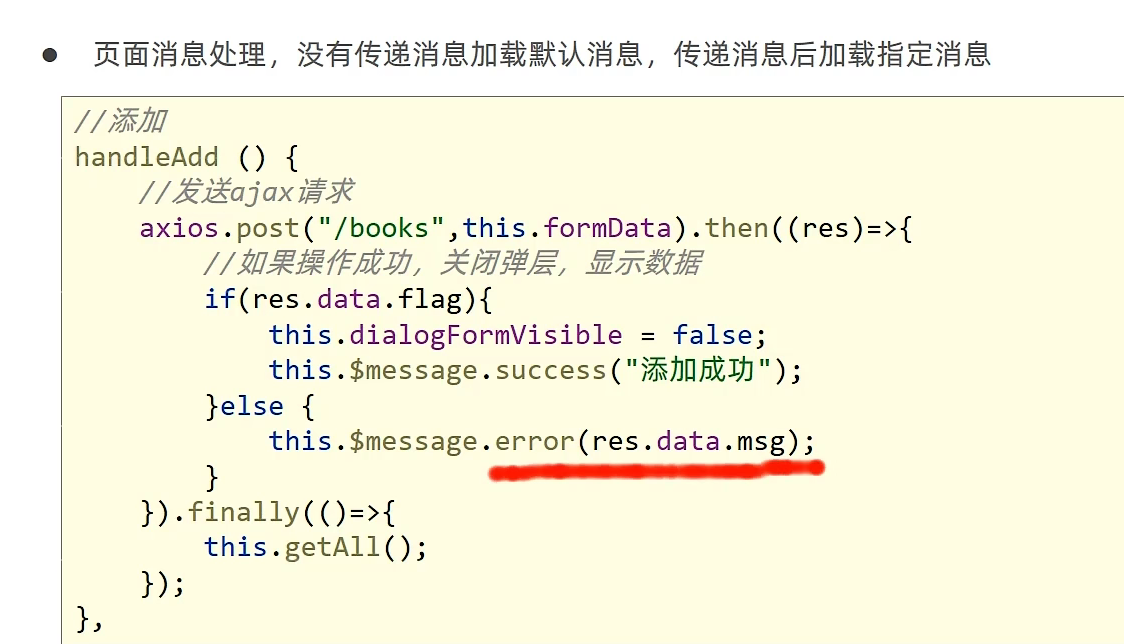 ● 页面消息处理，没有传递消息加载默认消息，传递消息后加载指定消息
//添加
handleAdd () {
    //发送ajax请求
    axios.post("/books",this.formData).then((res)=>{
        //如果操作成功，关闭弹层，显示数据
        if(res.data.flag){
            this.dialogFormVisible = false;
            this.$message.success("添加成功");
        }else {
            this.$message.error(res.data.msg);
        }
    }).finally(()=>{
        this.getAll();
    });
},